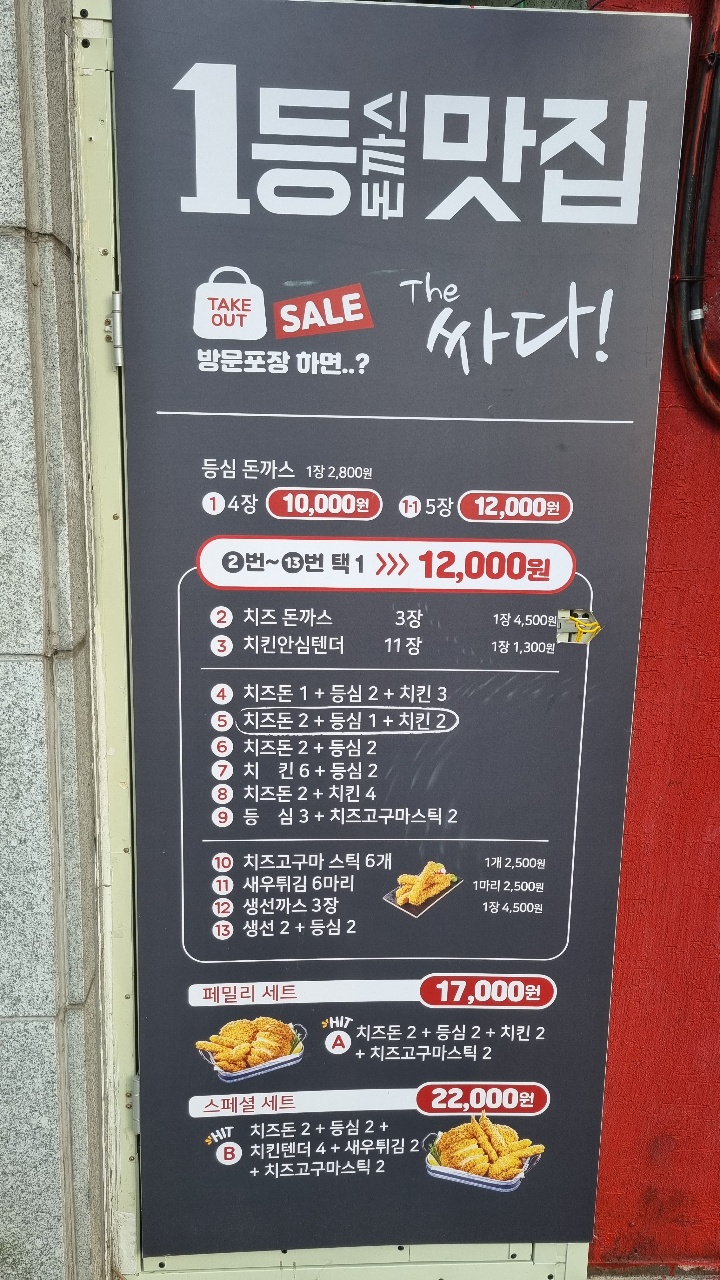 1등 돈까스 맛집
TAKE OUT SALE The 싸다!
방문포장 하면..?
등심 돈까스 1장 2,800원
1 4장 10,000원 1-1 5장 12,000원
2번~13번 택1 >>> 12,000원
2 치즈 돈까스 3장 1장 4,500원
3 치킨안심텐더 11장 1장 1,300원
4 치즈돈 1 + 등심 2 + 치킨 3
5 치즈돈 2 + 등심 1 + 치킨 2
6 치즈돈 2 + 등심 2
7 치 킨 6 + 등심 2
8 치즈돈 2 + 치킨 4
9 등 심 3 + 치즈고구마스틱 2
10 치즈고구마 스틱 6개 1개 2,500원
11 새우튀김 6마리 1마리 2,500원
12 생선까스 3장 1장 4,500원
13 생선 2 + 등심 2
페밀리 세트 17,000원
HIT A 치즈돈 2 + 등심 2 + 치킨 2
+ 치즈고구마스틱 2
스페셜 세트 22,000원
HIT B 치즈돈 2 + 등심 2 +
치킨텐더 4 + 새우튀김 2
+ 치즈고구마스틱 2